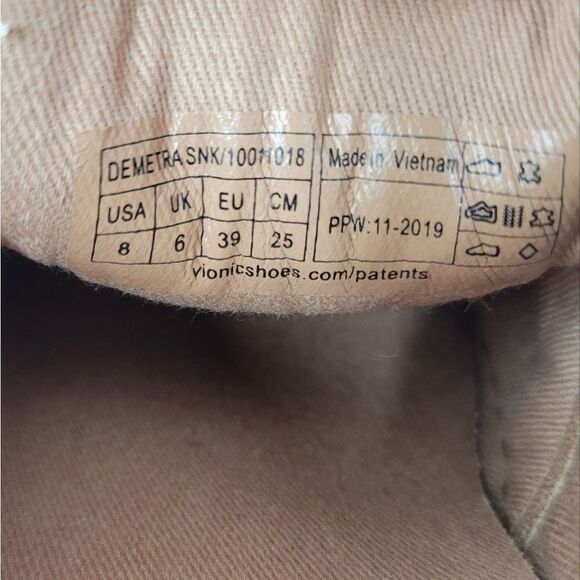 DEMETRA SNK/10011018 Made in Vietnam
USA UK EU CM
8 6 39 25
PPW:11-2019
vionicshoes.com/patents